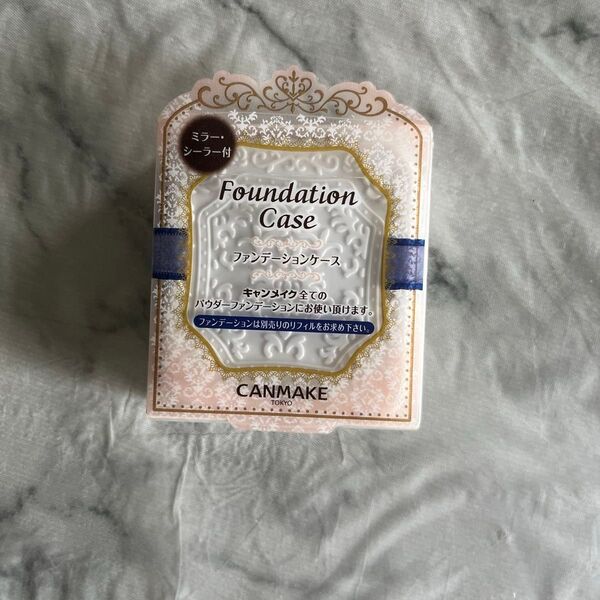 ミラー・
シーラー付
Foundation
Case
ファンデーションケース
キャンメイク全ての
パウダーファンデーションにお使い頂けます。
ファンデーションは別売りのリフィルをお求め下さい。
CANMAKE
TOKYO